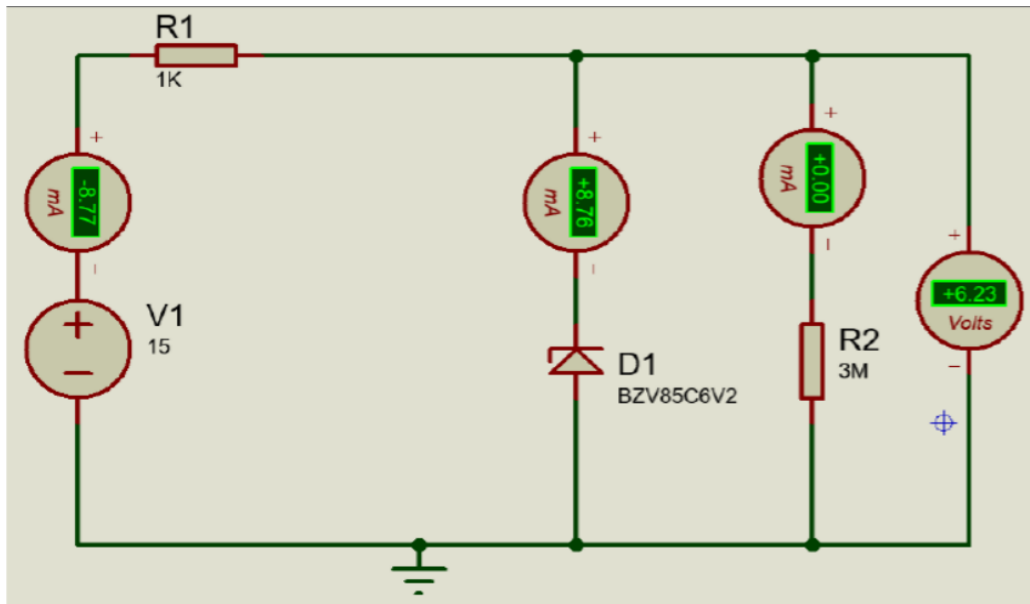 R1
1K
+
-8.77
mA
-
+
-
V1
15
+
+8.76
mA
-
D1
BZV85C6V2
+
+0.00
mA
-
R2
3M
+
+6.23
Volts
-